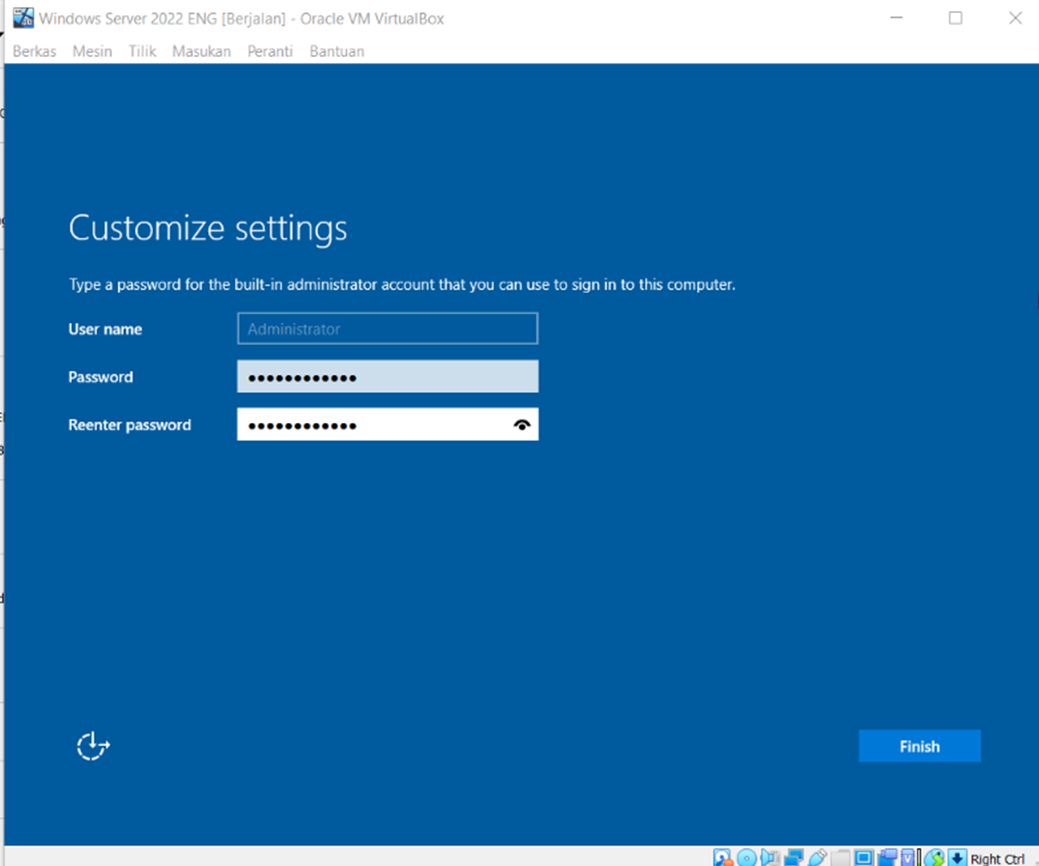 Windows Server 2022 ENG [Berjalan] - Oracle VM VirtualBox
Berkas Mesin Tilik Masukan Peranti Bantuan
Customize settings
Type a password for the built-in administrator account that you can use to sign in to this computer.
User name Administrator
Password ••••••••••••
Reenter password ••••••••••••
Finish
Right Ctrl